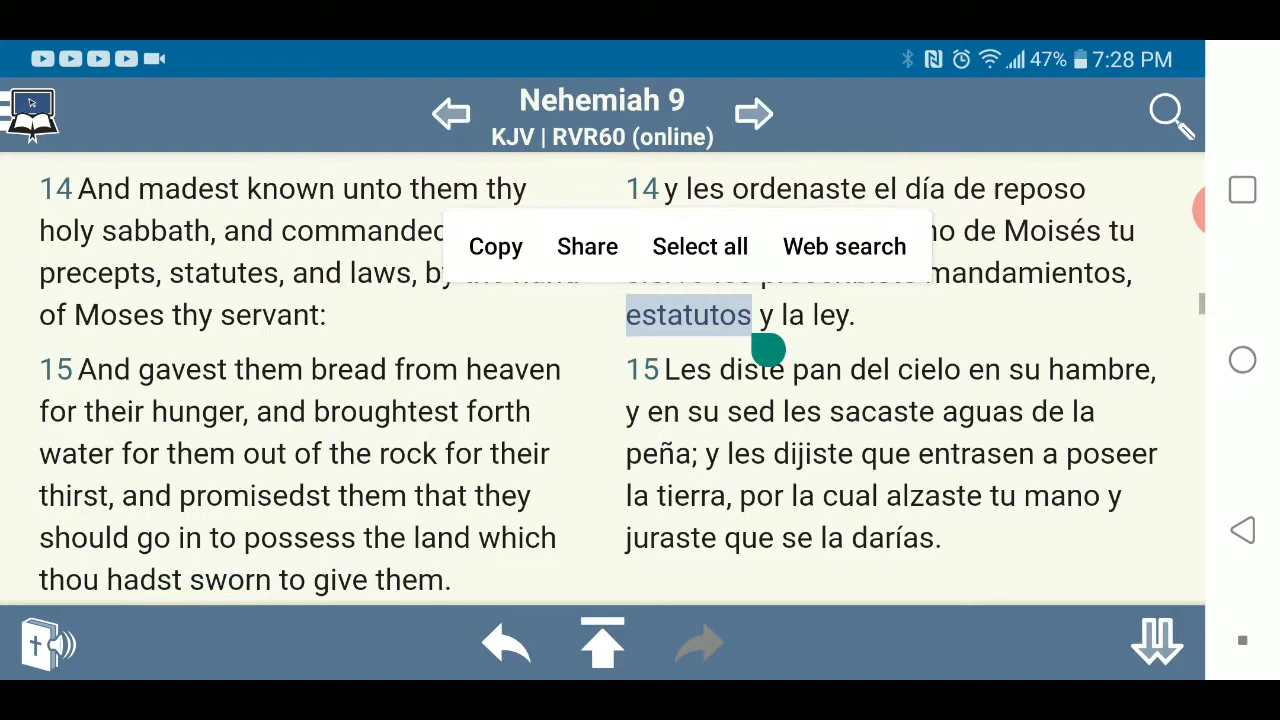 47% 7:28 PM
Nehemiah 9
KJV | RVR60 (online)
14 And madest known unto them thy
holy sabbath, and commanded
precepts, statutes, and laws, by
of Moses thy servant:
15 And gavest them bread from heaven
for their hunger, and broughtest forth
water for them out of the rock for their
thirst, and promisedst them that they
should go in to possess the land which
thou hadst sworn to give them.
14 y les ordenaste el día de reposo
de Moisés tu
mandamientos,
estatutos y la ley.
15 Les diste pan del cielo en su hambre,
y en su sed les sacaste aguas de la
peña; y les dijiste que entrasen a poseer
la tierra, por la cual alzaste tu mano y
juraste que se la darías.
Copy Share Select all Web search